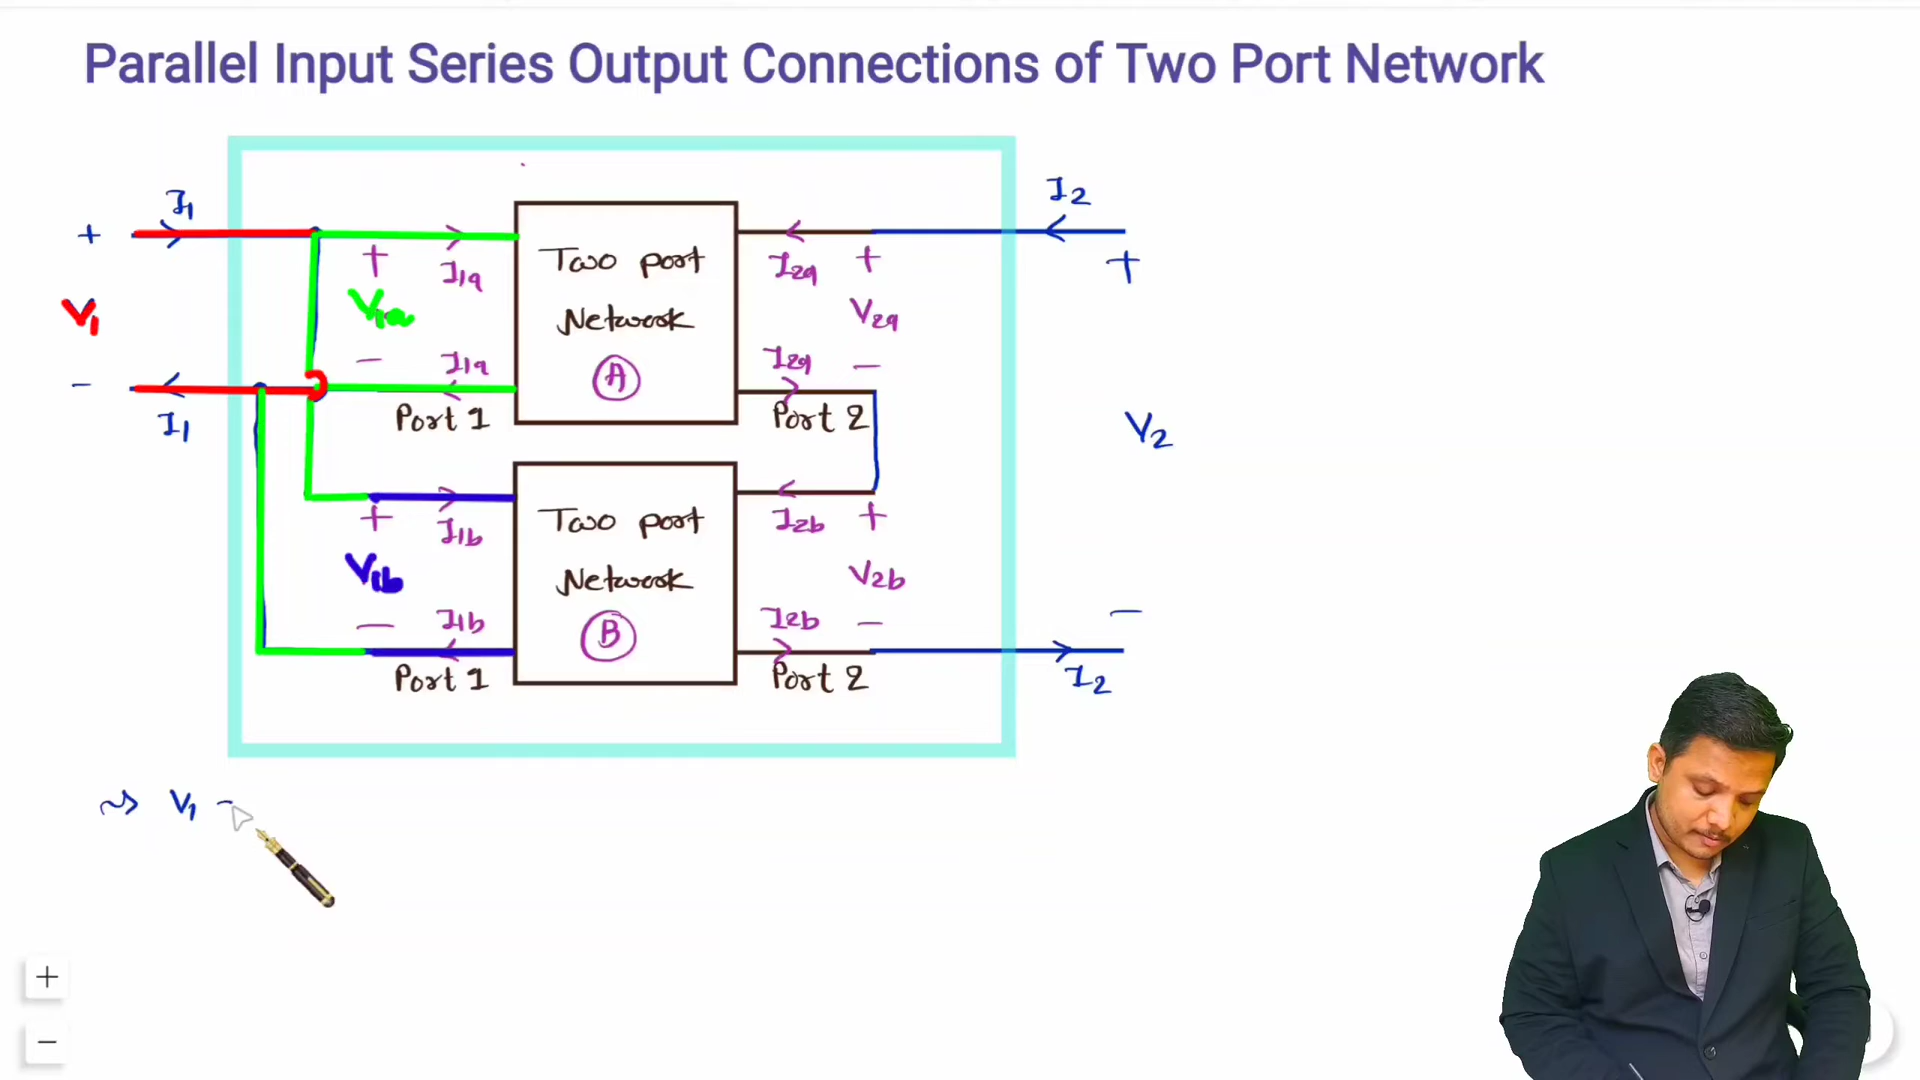 Parallel Input Series Output Connections of Two Port Network
I1
I2
+
+ I1a Two port I2a + +
V1 V1a Network V2a
- - I1a A I2a -
I1 Port 1 Port 2
V2
+ I1b Two port I2b +
V1b Network V2b
- I1b B I2b - -
Port 1 Port 2 I2
V1 -
+
-